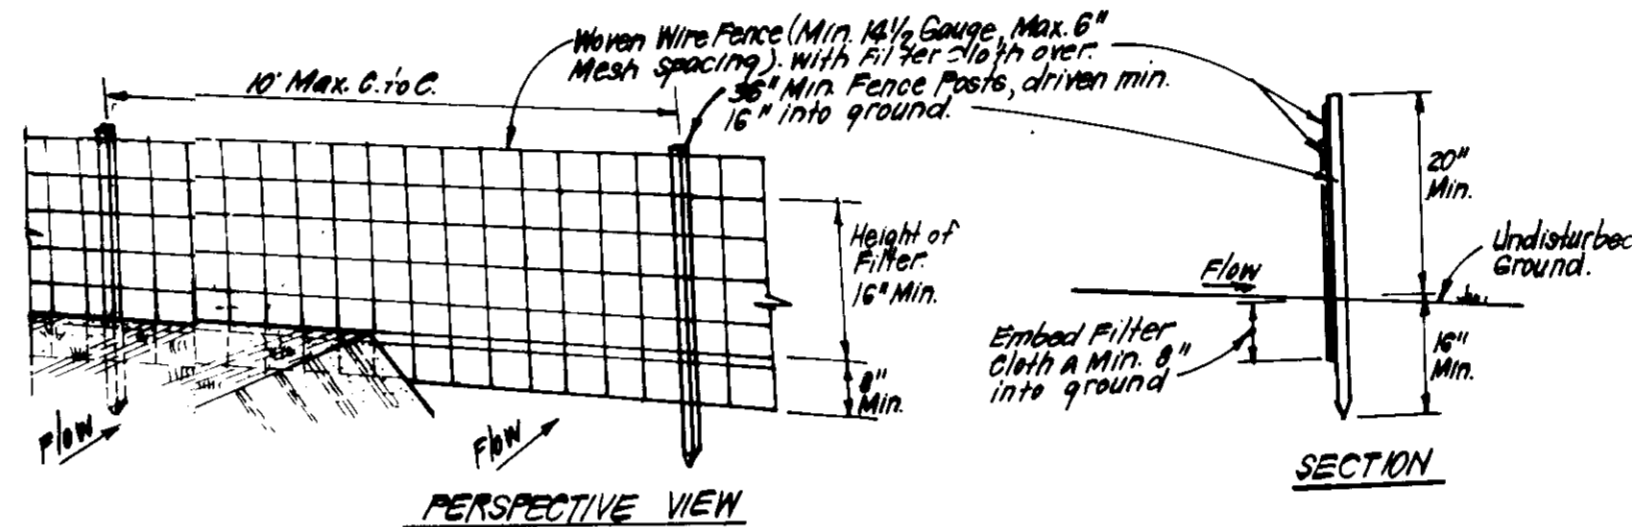 Woven Wire Fence (Min. 14½ Gauge, Max. 6"
Mesh spacing). with Filter Cloth over.
36" Min. Fence Posts, driven min.
16" into ground.
10' Max. C. to C.
Height of
Filter.
16" Min.
8"
Min.
Flow
Flow
PERSPECTIVE VIEW
20"
Min.
Undisturbed
Ground.
Flow
Embed Filter
Cloth A Min. 8"
into ground
16"
Min.
SECTION